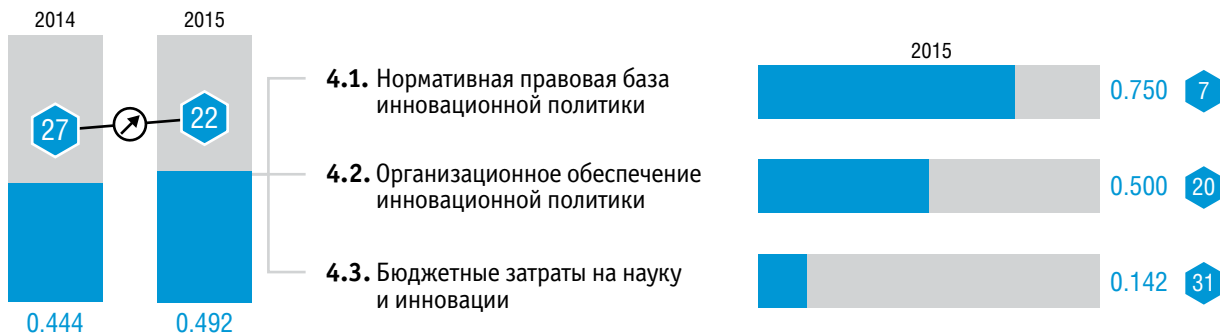 2014
2015
27
22
0.444
0.492
4.1. Нормативная правовая база
инновационной политики
4.2. Организационное обеспечение
инновационной политики
4.3. Бюджетные затраты на науку
и инновации
2015
0.750 7
0.500 20
0.142 31